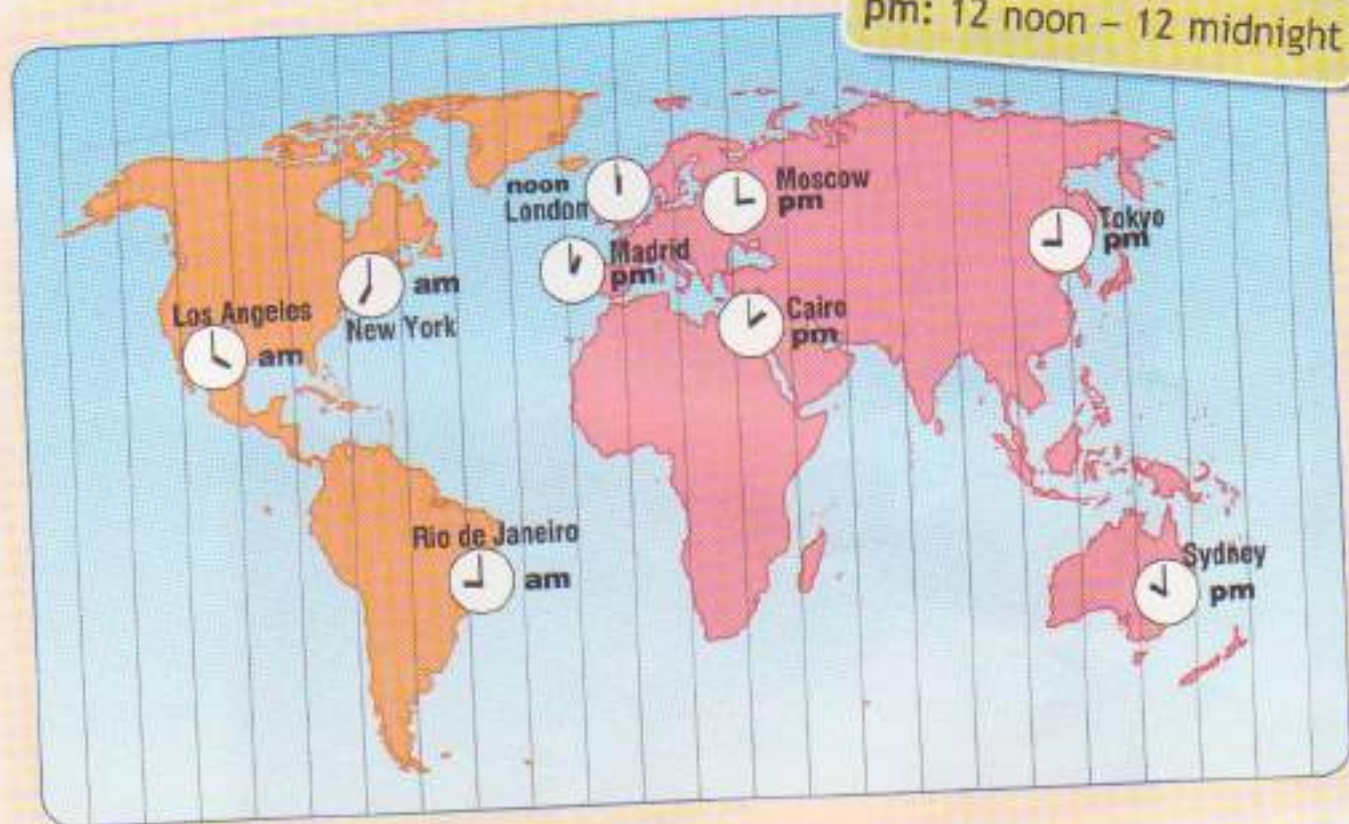 pm: 12 noon – 12 midnight
noon
London
Moscow
pm
Tokyo
pm
Madrid
pm
am
New York
Los Angeles
am
Cairo
pm
Rio de Janeiro
am
Sydney
pm